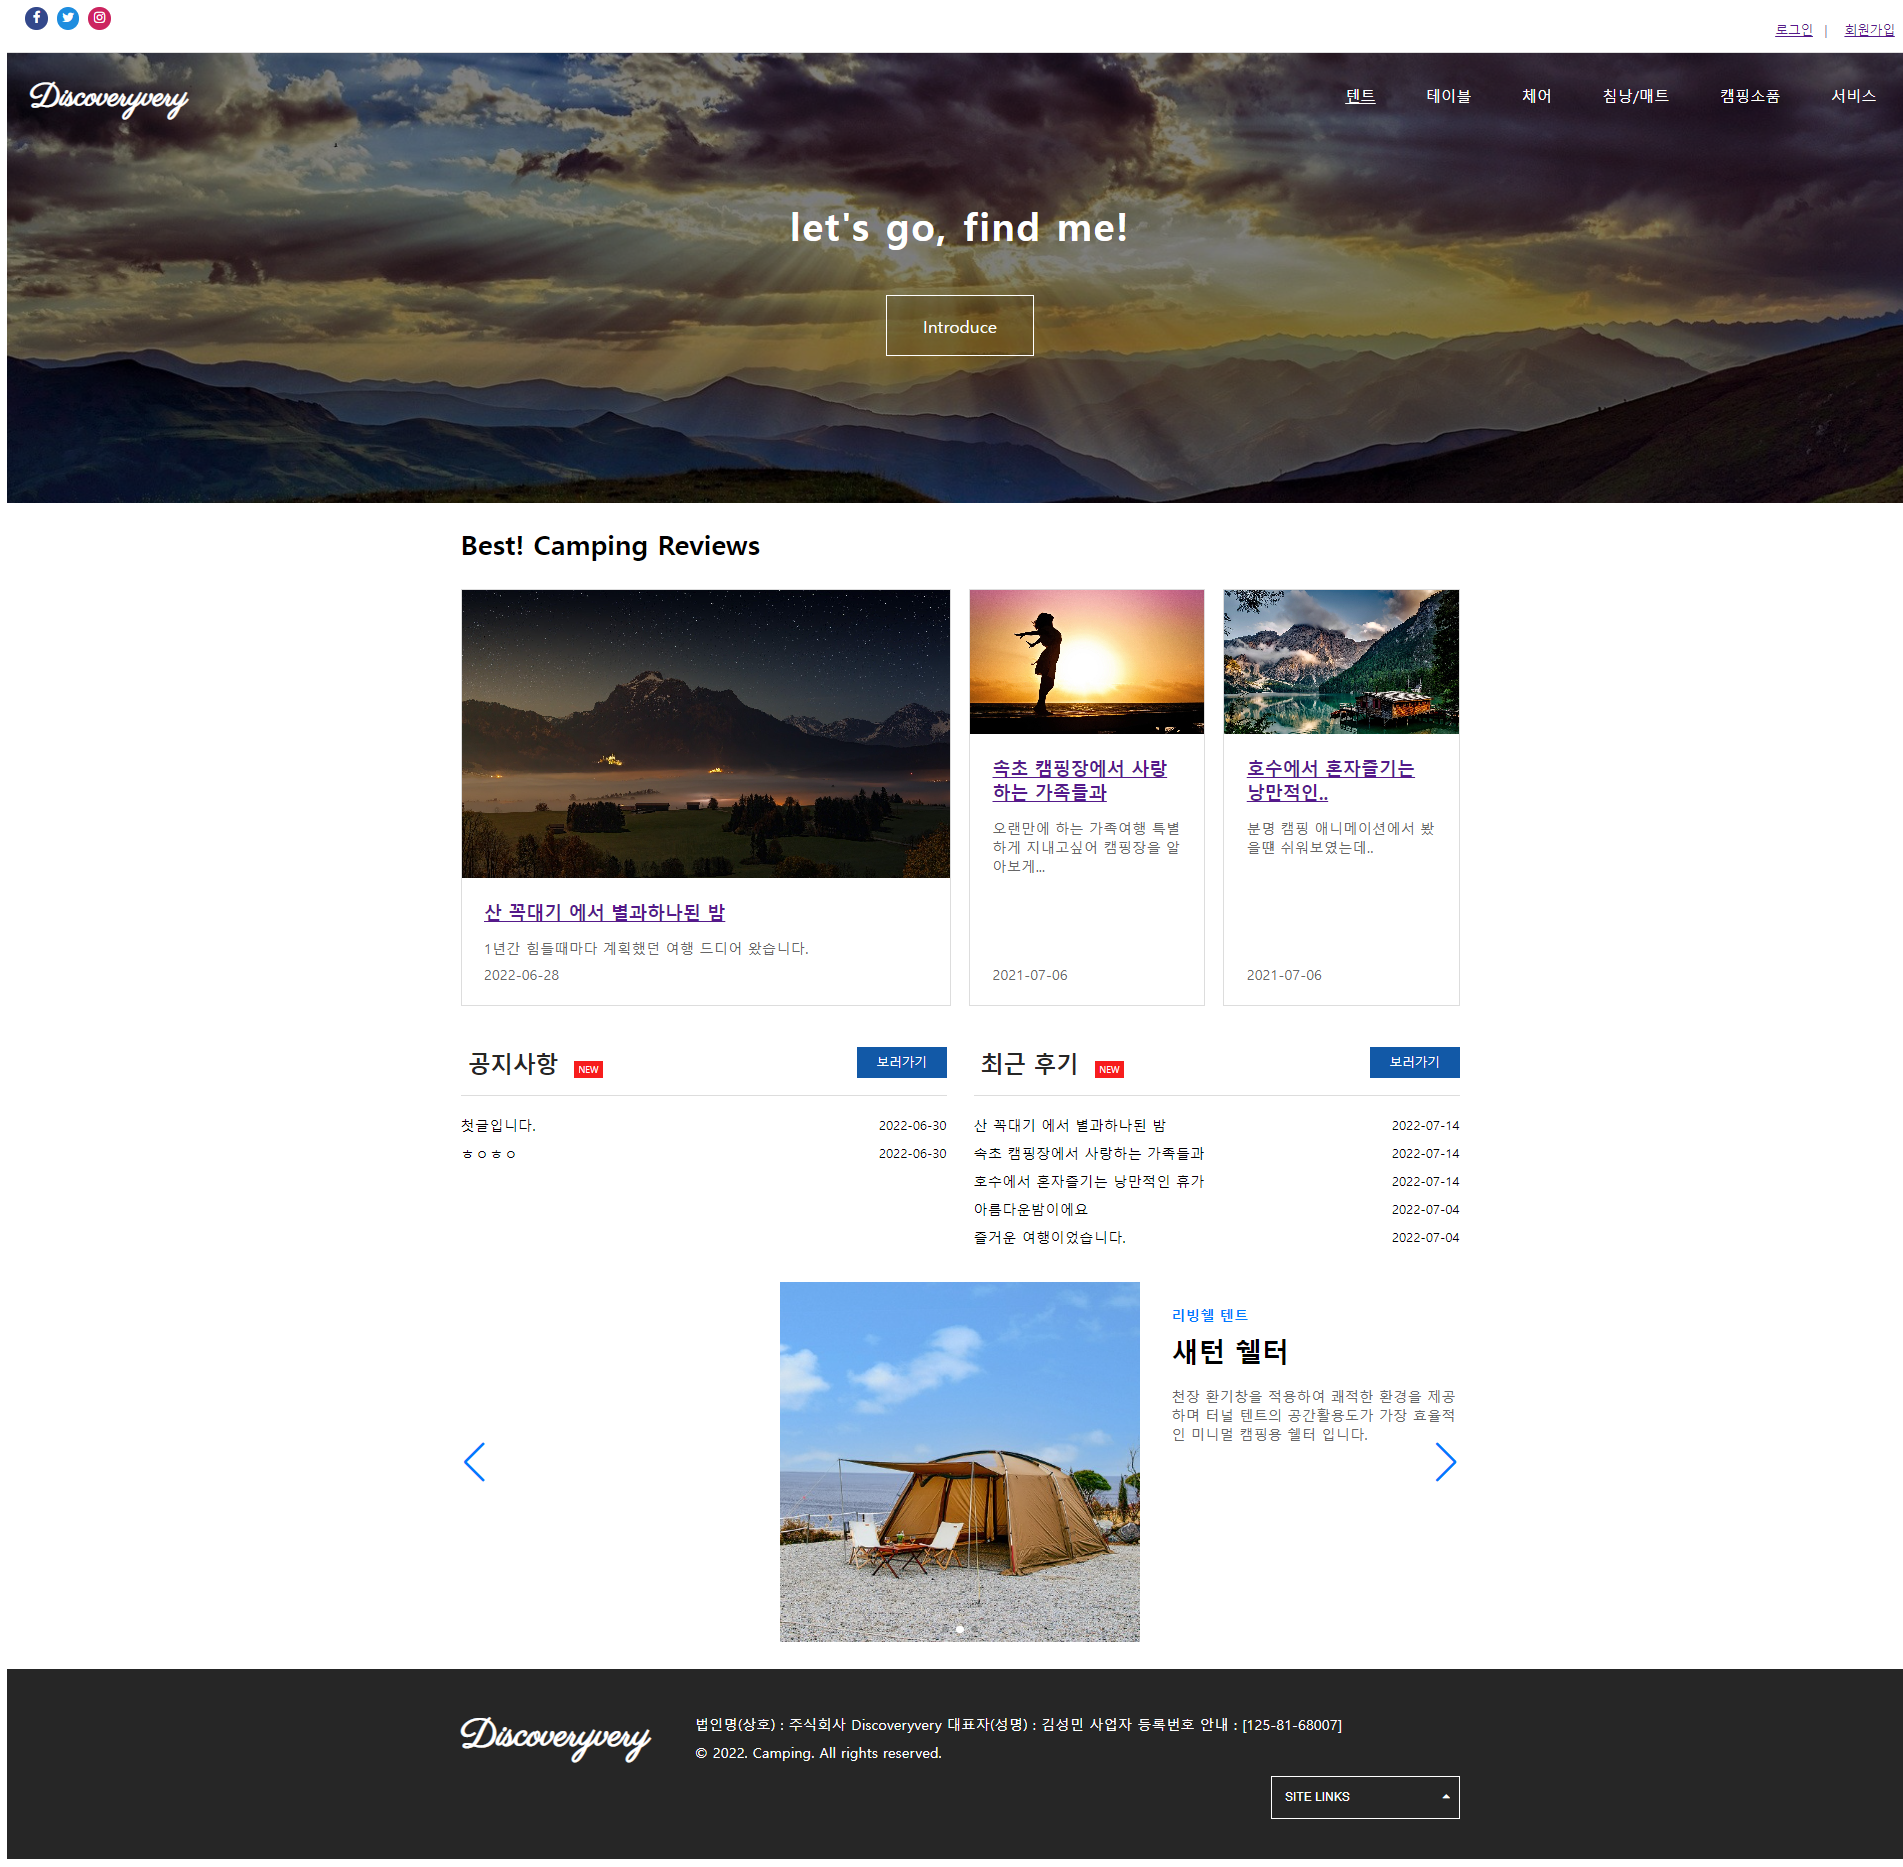 로그인 | 회원가입
Discoveryvery
텐트 테이블 체어 침낭/매트 캠핑소품 서비스
let's go, find me!
Introduce
Best! Camping Reviews
산 꼭대기 에서 별과하나된 밤
1년간 힘들때마다 계획했던 여행 드디어 왔습니다.
2022-06-28
속초 캠핑장에서 사랑
하는 가족들과
오랜만에 하는 가족여행 특별
하게 지내고싶어 캠핑장을 알
아보게...
2021-07-06
호수에서 혼자즐기는
낭만적인..
분명 캠핑 애니메이션에서 봤
을땐 쉬워보였는데..
2021-07-06
공지사항 NEW 보러가기
첫글입니다. 2022-06-30
ㅎㅇㅎㅇ 2022-06-30
최근 후기 NEW 보러가기
산 꼭대기 에서 별과하나된 밤 2022-07-14
속초 캠핑장에서 사랑하는 가족들과 2022-07-14
호수에서 혼자즐기는 낭만적인 휴가 2022-07-14
아름다운밤이에요 2022-07-04
즐거운 여행이었습니다. 2022-07-04
리빙쉘 텐트
새턴 쉘터
천장 환기창을 적용하여 쾌적한 환경을 제공
하며 터널 텐트의 공간활용도가 가장 효율적
인 미니멀 캠핑용 쉘터 입니다.
Discoveryvery
법인명(상호) : 주식회사 Discoveryvery 대표자(성명) : 김성민 사업자 등록번호 안내 : [125-81-68007]
© 2022. Camping. All rights reserved.
SITE LINKS